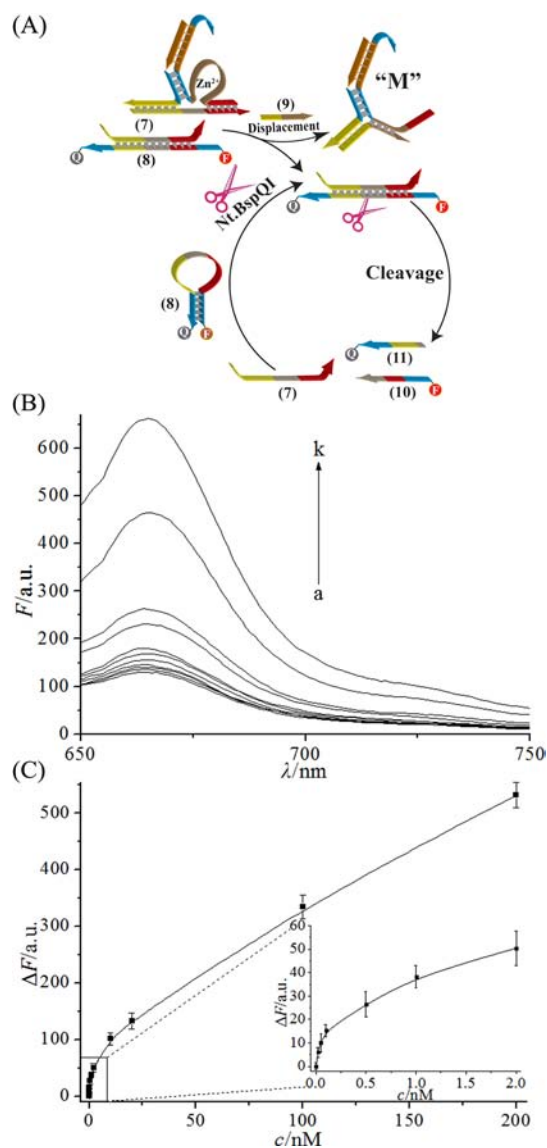 (A)
Zn²⁺
“M”
(7)
(9)
Displacement
(8)
Q
F
Q
F
Nt.BspQI
Cleavage
(8)
Q
F
Q
(11)
(7)
(10)
F
(B)
600
500
400
300
200
100
0
F/a.u.
k
a
650
700
750
λ/nm
(C)
500
400
300
200
100
0
ΔF/a.u.
60
50
40
30
20
10
0
ΔF/a.u.
0.0
0.5
1.0
1.5
2.0
c/nM
0
50
100
150
200
c/nM